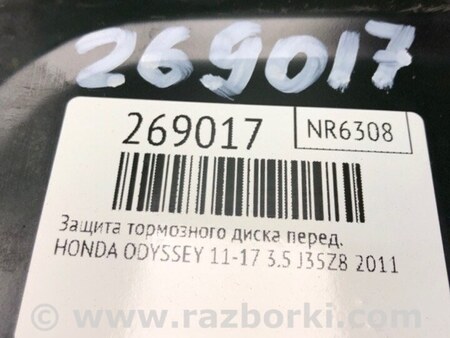 269017
269017
NR6308
Защита тормозного диска перед.
HONDA ODYSSEY 11-17 3.5 J35Z8 2011
© www.razborki.com